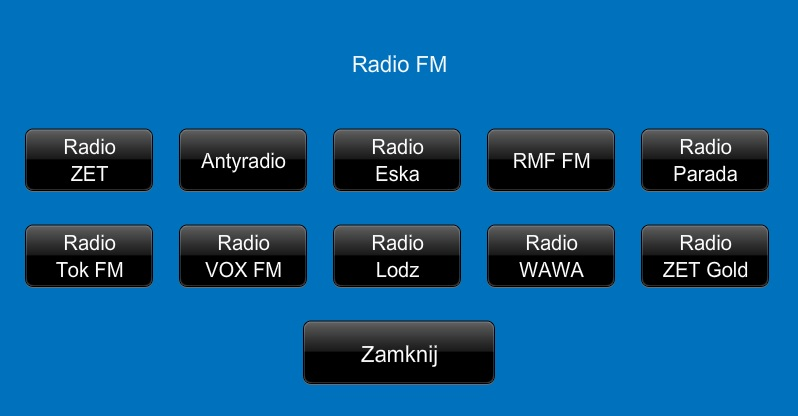 Radio FM
Radio
ZET
Antyradio
Radio
Eska
RMF FM
Radio
Parada
Radio
Tok FM
Radio
VOX FM
Radio
Lodz
Radio
WAWA
Radio
ZET Gold
Zamknij